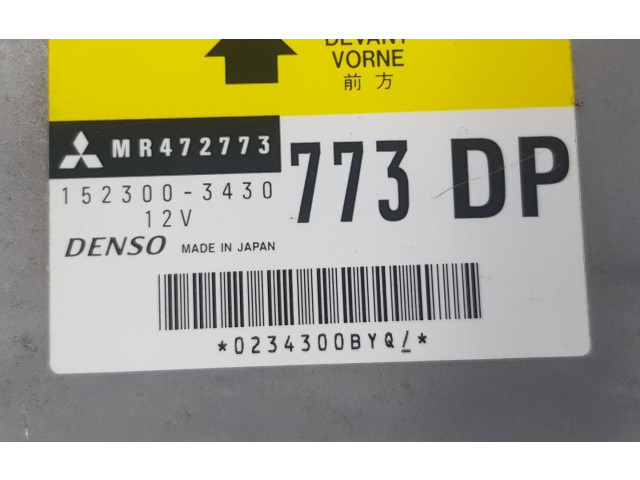 DEVANT
VORNE
前方
MR472773
773 DP
152300-3430
12V
DENSO MADE IN JAPAN
*0234300BYQ/*